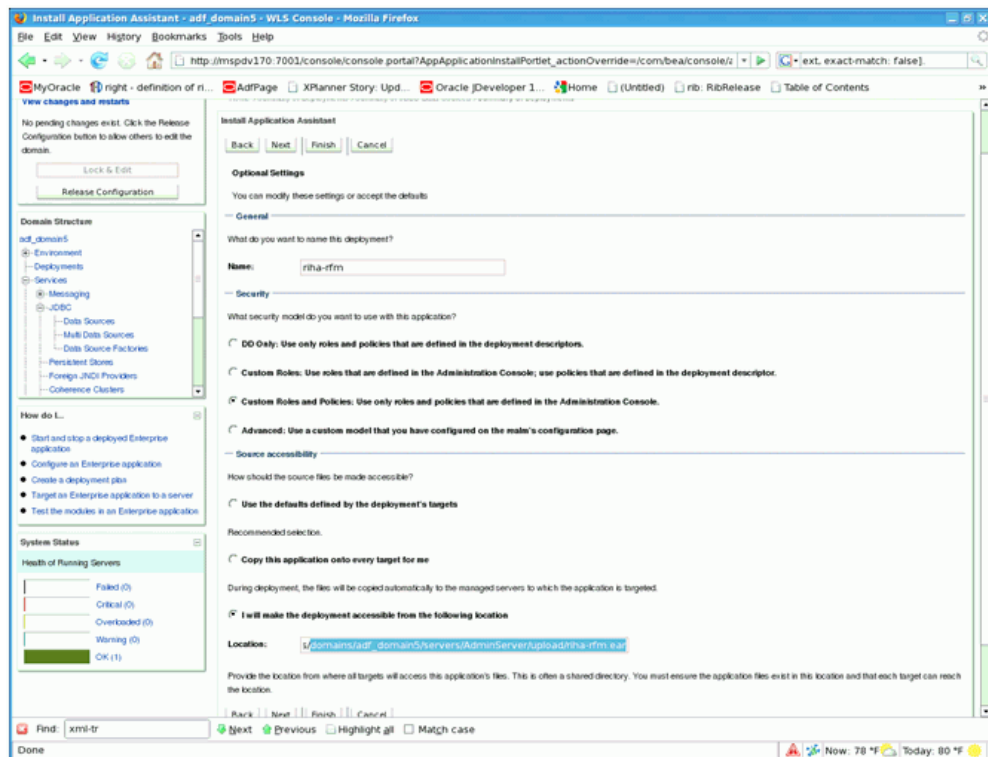 Install Application Assistant - adf_domain5 - WLS Console - Mozilla Firefox
File Edit View History Bookmarks Tools Help
http://mspdv170:7001/console/console.portal?AppApplicationInstallPortlet_actionOverride=/com/bea/console/a
ext, exact-match: false].
MyOracle right - definition of ri... AdfPage XPlanner Story: Upd... Oracle JDeveloper 1... Home (Untitled) rib: RibRelease Table of Contents »
View changes and restarts
No pending changes exist. Click the Release
Configuration button to allow others to edit the
domain.
Lock & Edit
Release Configuration
Domain Structure
adf_domain5
Environment
Deployments
Services
Messaging
JDBC
Data Sources
Multi Data Sources
Data Source Factories
Persistent Stores
Foreign JNDI Providers
Coherence Clusters
How do I...
Start and stop a deployed Enterprise
application
Configure an Enterprise application
Create a deployment plan
Target an Enterprise application to a server
Test the modules in an Enterprise application
System Status
Health of Running Servers
Failed (0)
Critical (0)
Overloaded (0)
Warning (0)
OK (1)
Install Application Assistant
Back Next Finish Cancel
Optional Settings
You can modify these settings or accept the defaults
General
What do you want to name this deployment?
Name: riha-rfm
Security
What security model do you want to use with this application?
DD Only: Use only roles and policies that are defined in the deployment descriptors.
Custom Roles: Use roles that are defined in the Administration Console; use policies that are defined in the deployment descriptor.
Custom Roles and Policies: Use only roles and policies that are defined in the Administration Console.
Advanced: Use a custom model that you have configured on the realm's configuration page.
Source accessibility
How should the source files be made accessible?
Use the defaults defined by the deployment's targets
Recommended selection.
Copy this application onto every target for me
During deployment, the files will be copied automatically to the managed servers to which the application is targeted.
I will make the deployment accessible from the following location
Location: s/domains/adf_domain5/servers/AdminServer/upload/riha-rfm.ear
Provide the location from where all targets will access this application's files. This is often a shared directory. You must ensure the application files exist in this location and that each target can reach
the location.
Back Next Finish Cancel
Find: xml-tr Next Previous Highlight all Match case
Done Now: 78 °F Today: 80 °F